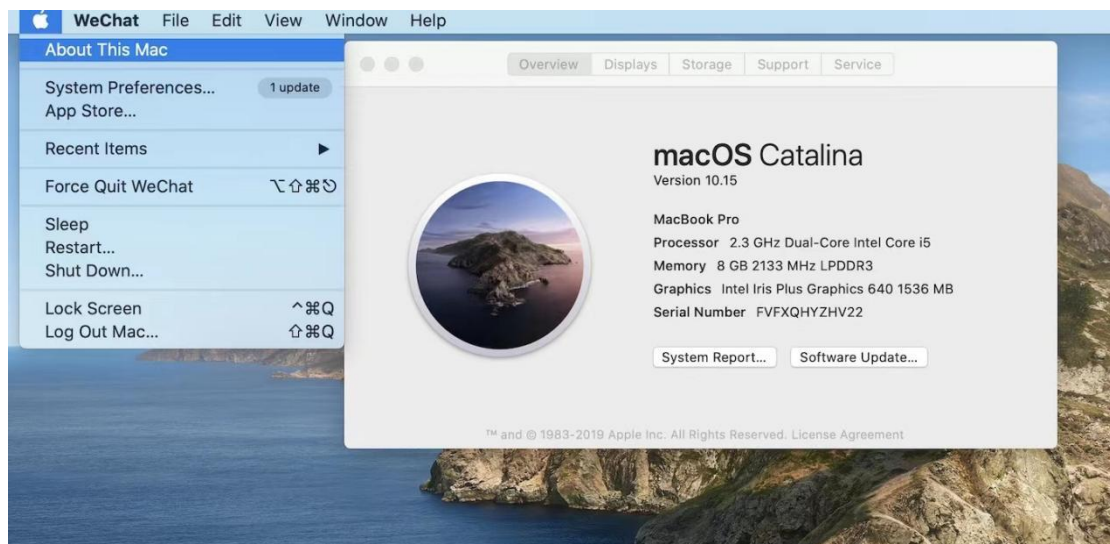 WeChat File Edit View Window Help
About This Mac
System Preferences... 1 update
App Store...
Recent Items ▶
Force Quit WeChat ⌥⇧⌘⎋
Sleep
Restart...
Shut Down...
Lock Screen ^⌘Q
Log Out Mac... ⇧⌘Q
Overview Displays Storage Support Service
macOS Catalina
Version 10.15
MacBook Pro
Processor 2.3 GHz Dual-Core Intel Core i5
Memory 8 GB 2133 MHz LPDDR3
Graphics Intel Iris Plus Graphics 640 1536 MB
Serial Number FVFXQHYZHV22
System Report... Software Update...
™ and © 1983-2019 Apple Inc. All Rights Reserved. License Agreement